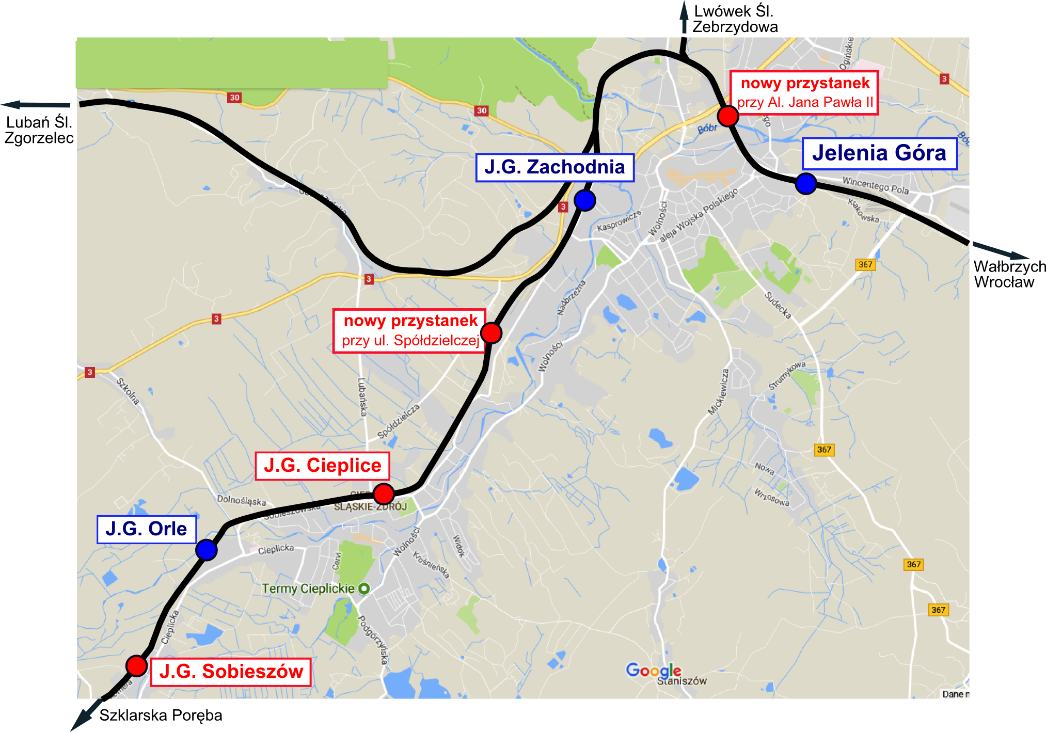 Lwówek Śl.
Zebrzydowa
Lubań Śl.
Zgorzelec
30
30
3
nowy przystanek
przy Al. Jana Pawła II
Bóbr
Jelenia Góra
J.G. Zachodnia
Wincentego Pola
3
Kasprowicza
Wolności
aleja Wojska Polskiego
Wałbrzych
Wrocław
367
3
Nadbrzeżna
Sudecka
nowy przystanek
przy ul. Spółdzielczej
3
Wolności
3
Szkolna
Lubańska
Spółdzielcza
Mickiewicza
Strumykowa
367
J.G. Cieplice
ŚLĄSKIE-ZDRÓJ
Dolnośląska
Sobieszowska
Nowa
Wrzosowa
J.G. Orle
Cieplicka
Cervi
Wolności
Widok
Krośnieńska
367
Termy Cieplickie
367
Cieplicka
Podgórzyńska
J.G. Sobieszów
Google
Staniszów
Dane m
Szklarska Poręba